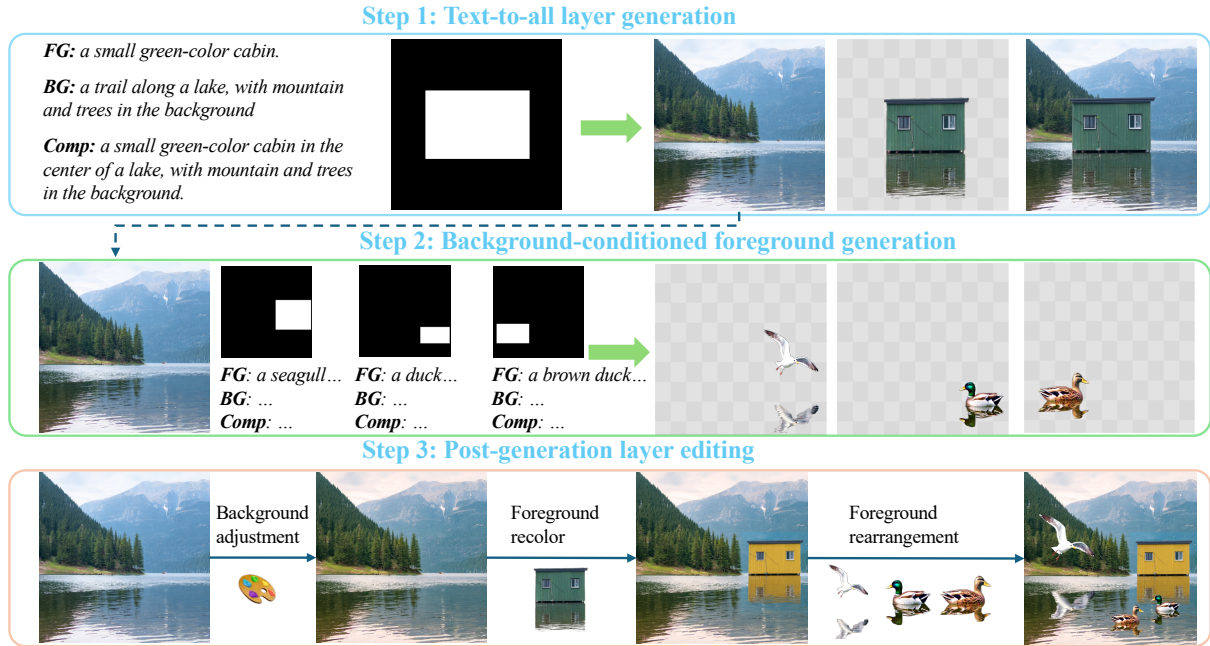 Step 1: Text-to-all layer generation
FG: a small green-color cabin.
BG: a trail along a lake, with mountain
and trees in the background
Comp: a small green-color cabin in the
center of a lake, with mountain and trees
in the background.
Step 2: Background-conditioned foreground generation
FG: a seagull…
BG: …
Comp: …
FG: a duck…
BG: …
Comp: …
FG: a brown duck…
BG: …
Comp: …
Step 3: Post-generation layer editing
Background
adjustment
Foreground
recolor
Foreground
rearrangement